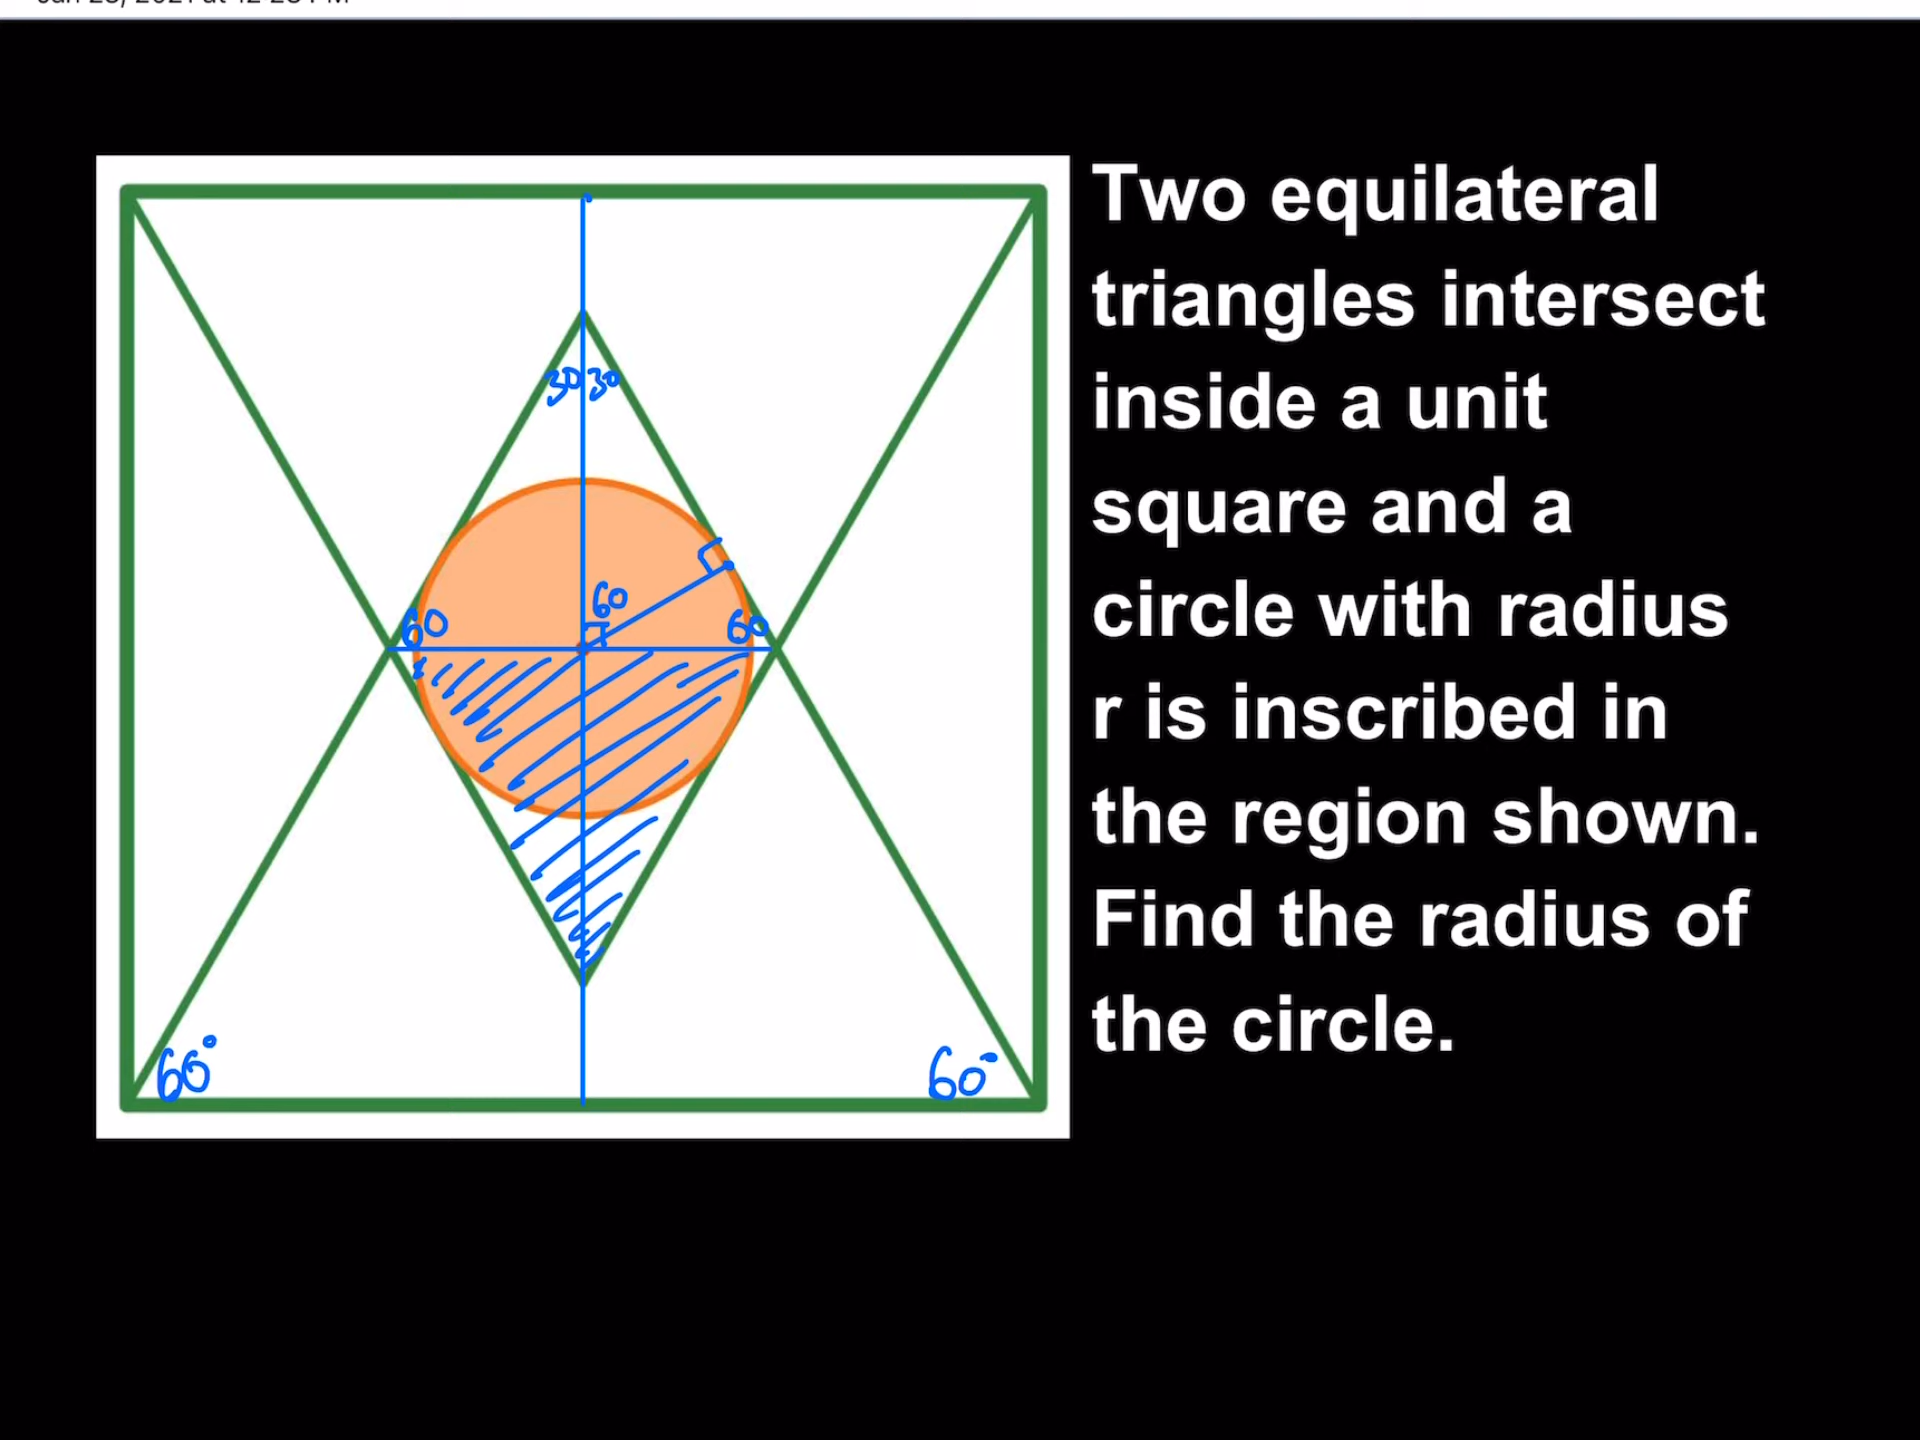 Two equilateral
triangles intersect
inside a unit
square and a
circle with radius
r is inscribed in
the region shown.
Find the radius of
the circle.
30 30
60
60 60
60° 60°